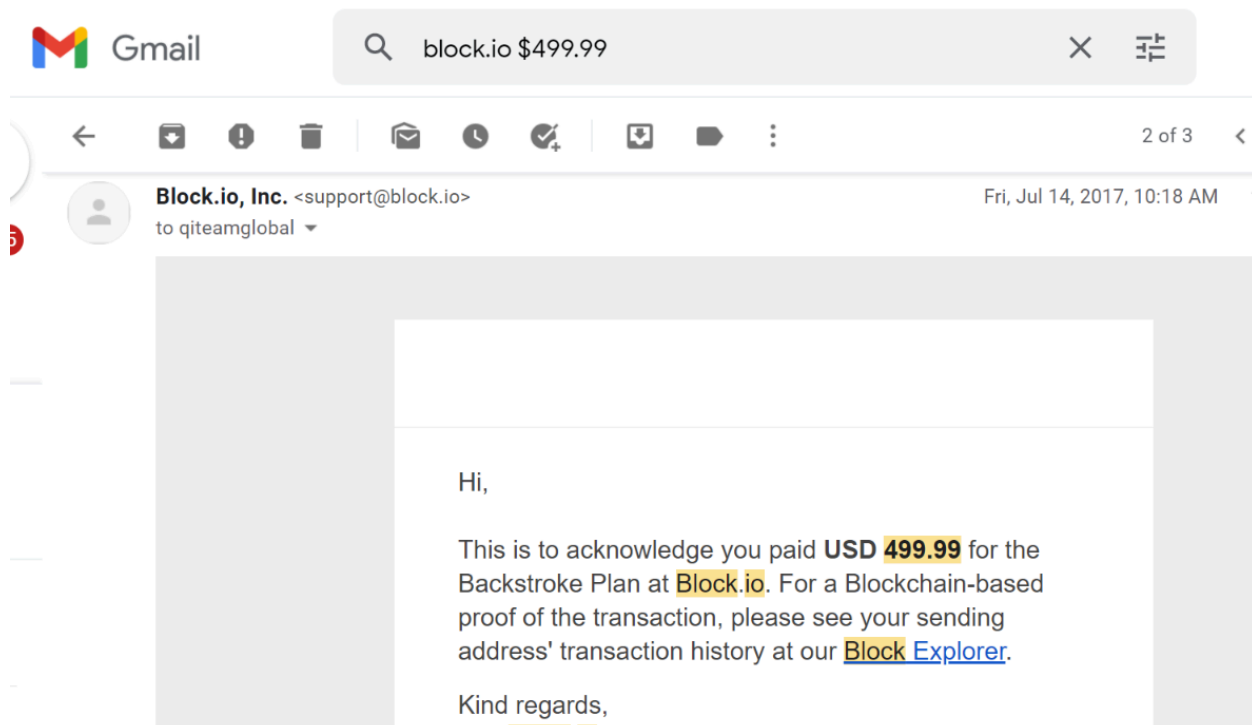 Gmail
block.io $499.99
2 of 3
Block.io, Inc. <support@block.io>
Fri, Jul 14, 2017, 10:18 AM
to qiteamglobal
Hi,
This is to acknowledge you paid USD 499.99 for the
Backstroke Plan at Block.io. For a Blockchain-based
proof of the transaction, please see your sending
address' transaction history at our Block Explorer.
Kind regards,